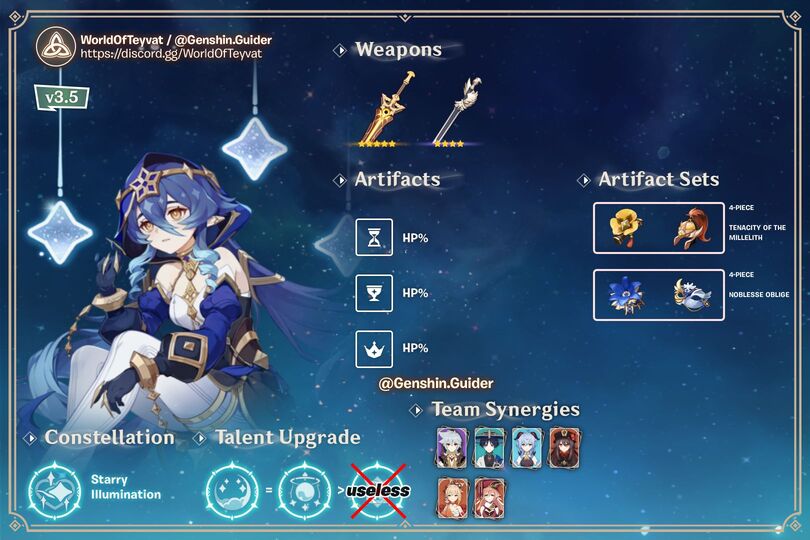 WorldOfTeyvat / @Genshin.Guider
https://discord.gg/WorldOfTeyvat
v3.5
Weapons
Artifacts
HP%
HP%
HP%
@Genshin.Guider
Artifact Sets
4-PIECE
TENACITY OF THE
MILLELITH
4-PIECE
NOBLESSE OBLIGE
Team Synergies
Constellation
Starry
Illumination
Talent Upgrade
=
>
useless